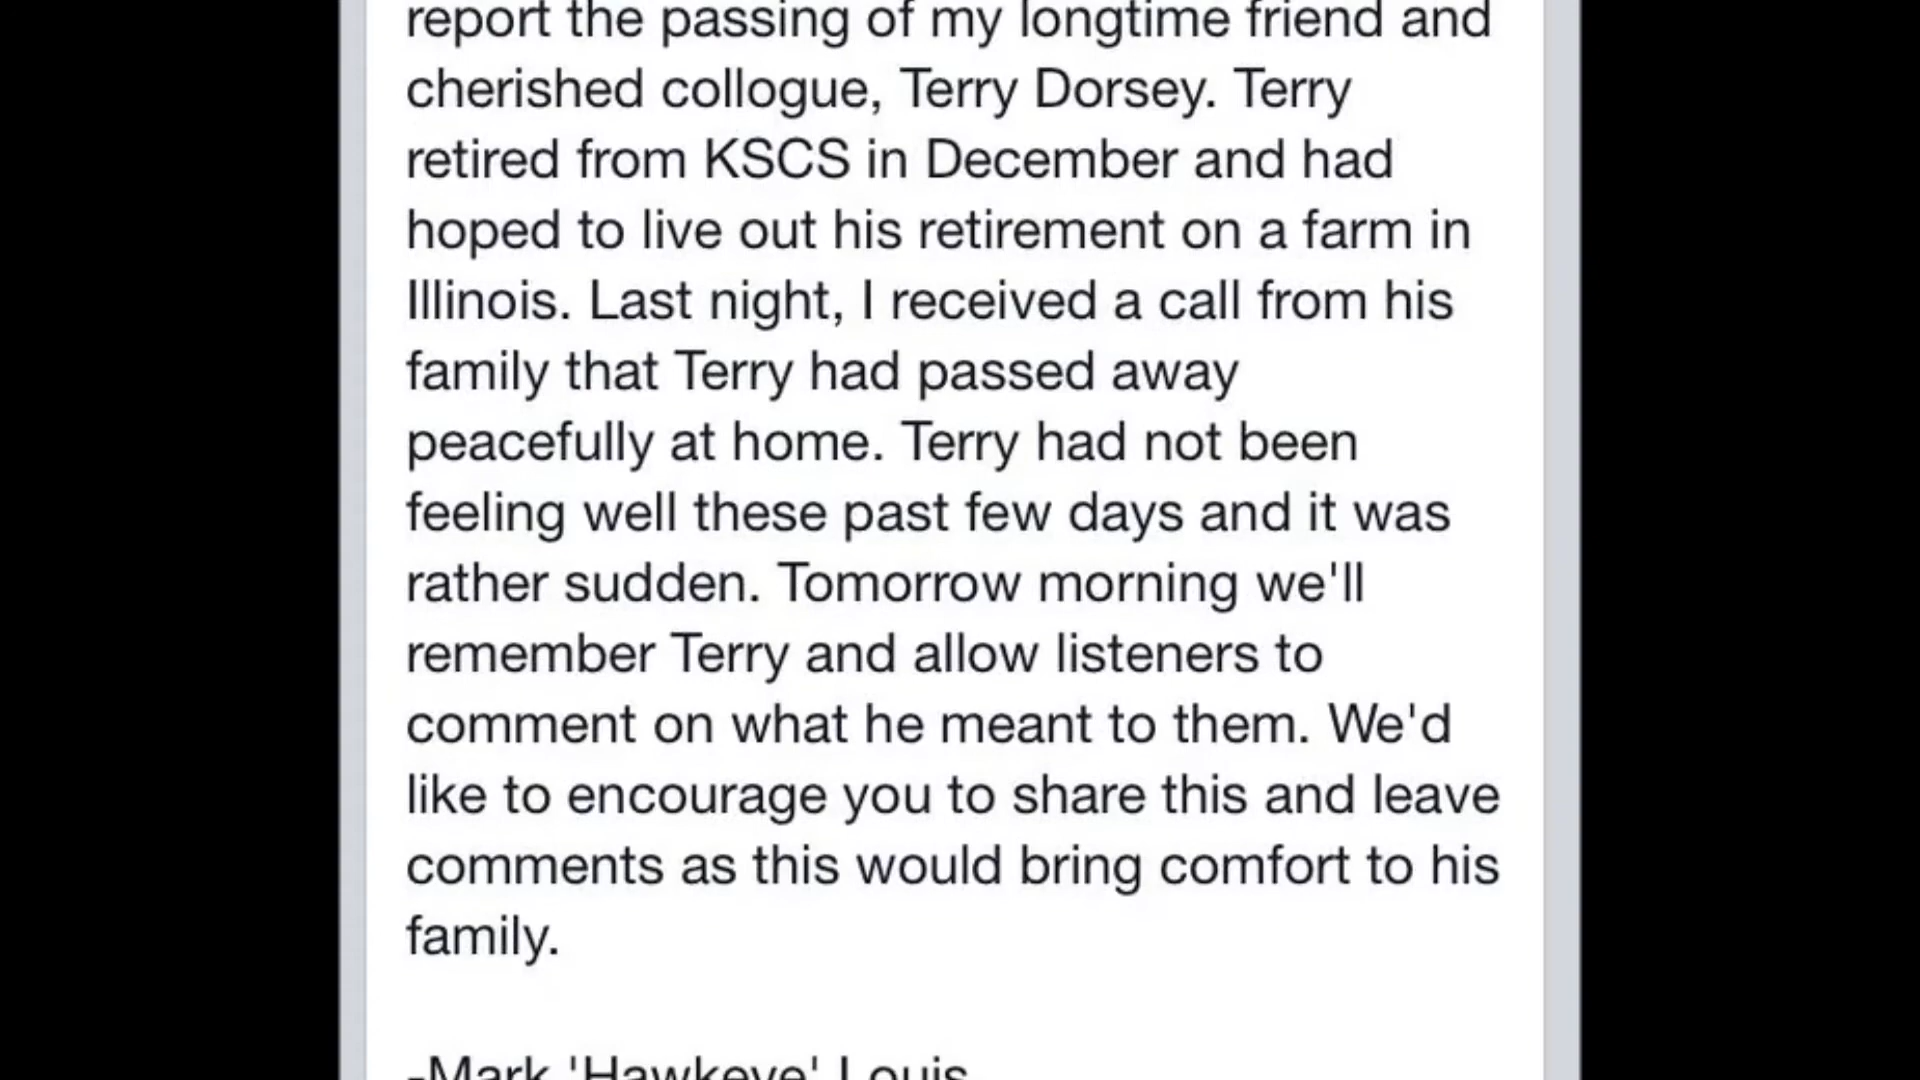 report the passing of my longtime friend and
cherished collogue, Terry Dorsey. Terry
retired from KSCS in December and had
hoped to live out his retirement on a farm in
Illinois. Last night, I received a call from his
family that Terry had passed away
peacefully at home. Terry had not been
feeling well these past few days and it was
rather sudden. Tomorrow morning we'll
remember Terry and allow listeners to
comment on what he meant to them. We'd
like to encourage you to share this and leave
comments as this would bring comfort to his
family.
-Mark 'Hawkeye' Louis